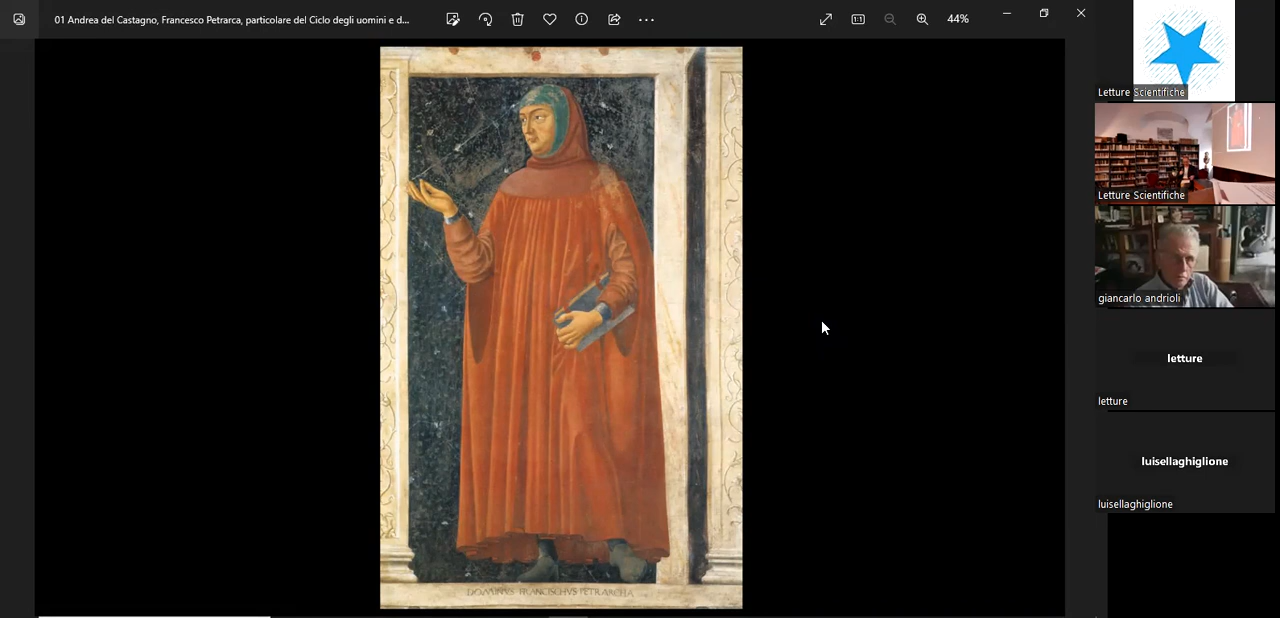 01 Andrea del Castagno, Francesco Petrarca, particolare del Ciclo degli uomini e d...
44%
Letture Scientifiche
Letture Scientifiche
giancarlo andrioli
letture
letture
luisellaghiglione
luisellaghiglione
DOMINVS FRANCISCHVS PETRARCHA